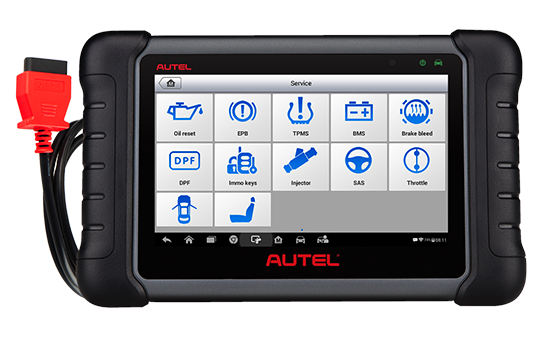 AUTEL
Service
Oil reset
EPB
TPMS
BMS
Brake bleed
DPF
DPF
Immo keys
Injector
SAS
Throttle
AUTEL